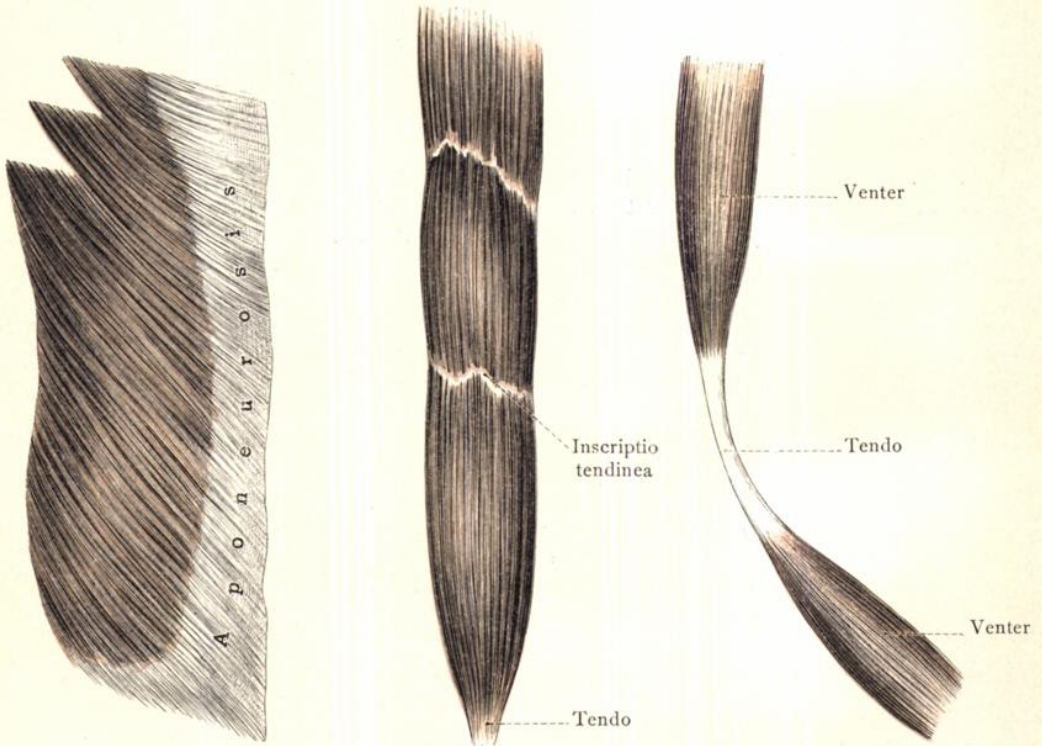 Aponeurosis
Venter
Inscriptio
tendinea
Tendo
Venter
Tendo